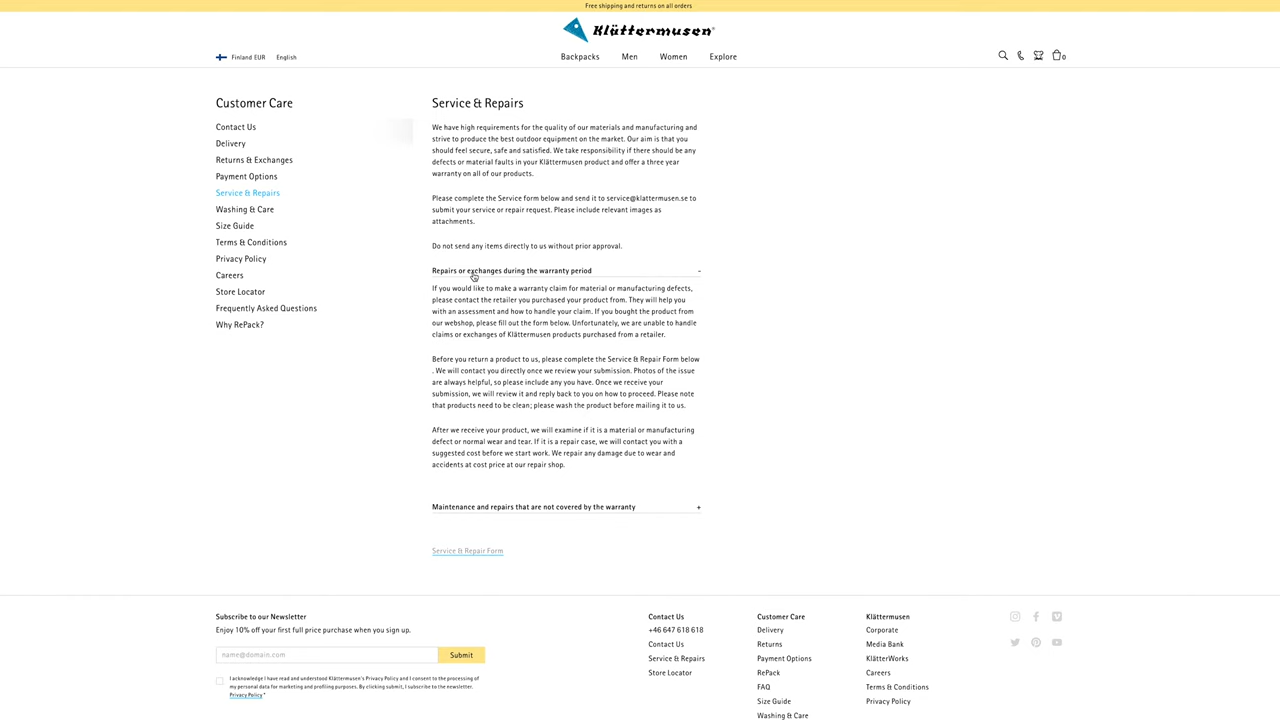 Free shipping and returns on all orders
Klättermusen®
Finland EUR English
Backpacks Men Women Explore
0
Customer Care
Contact Us
Delivery
Returns & Exchanges
Payment Options
Service & Repairs
Washing & Care
Size Guide
Terms & Conditions
Privacy Policy
Careers
Store Locator
Frequently Asked Questions
Why RePack?
Service & Repairs
We have high requirements for the quality of our materials and manufacturing and
strive to produce the best outdoor equipment on the market. Our aim is that you
should feel secure, safe and satisfied. We take responsibility if there should be any
defects or material faults in your Klättermusen product and offer a three year
warranty on all of our products.
Please complete the Service form below and send it to service@klattermusen.se to
submit your service or repair request. Please include relevant images as
attachments.
Do not send any items directly to us without prior approval.
Repairs or exchanges during the warranty period -
If you would like to make a warranty claim for material or manufacturing defects,
please contact the retailer you purchased your product from. They will help you
with an assessment and how to handle your claim. If you bought the product from
our webshop, please fill out the form below. Unfortunately, we are unable to handle
claims or exchanges of Klättermusen products purchased from a retailer.
Before you return a product to us, please complete the Service & Repair Form below
. We will contact you directly once we review your submission. Photos of the issue
are always helpful, so please include any you have. Once we receive your
submission, we will review it and reply back to you on how to proceed. Please note
that products need to be clean; please wash the product before mailing it to us.
After we receive your product, we will examine if it is a material or manufacturing
defect or normal wear and tear. If it is a repair case, we will contact you with a
suggested cost before we start work. We repair any damage due to wear and
accidents at cost price at our repair shop.
Maintenance and repairs that are not covered by the warranty +
Service & Repair Form
Subscribe to our Newsletter
Enjoy 10% off your first full price purchase when you sign up.
name@domain.com Submit
I acknowledge I have read and understood Klättermusen's Privacy Policy and I consent to the processing of
my personal data for marketing and profiling purposes. By clicking submit, I subscribe to the newsletter.
Privacy Policy *
Contact Us
+46 647 618 618
Contact Us
Service & Repairs
Store Locator
Customer Care
Delivery
Returns
Payment Options
RePack
FAQ
Size Guide
Washing & Care
Klättermusen
Corporate
Media Bank
KlätterWorks
Careers
Terms & Conditions
Privacy Policy